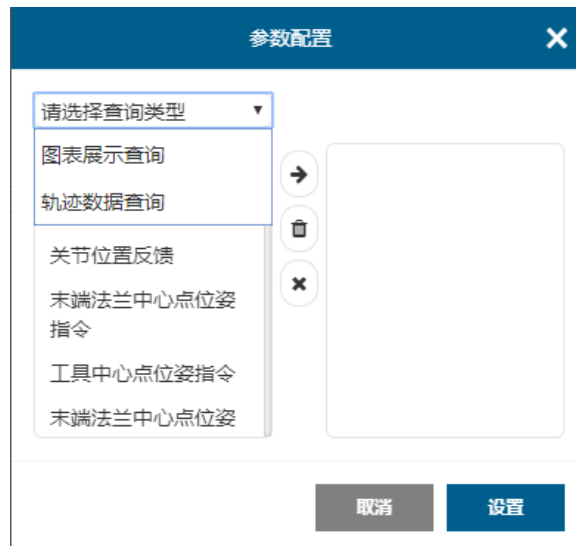 参数配置
请选择查询类型
图表展示查询
轨迹数据查询
关节位置反馈
末端法兰中心点位姿
指令
工具中心点位姿指令
末端法兰中心点位姿
取消
设置